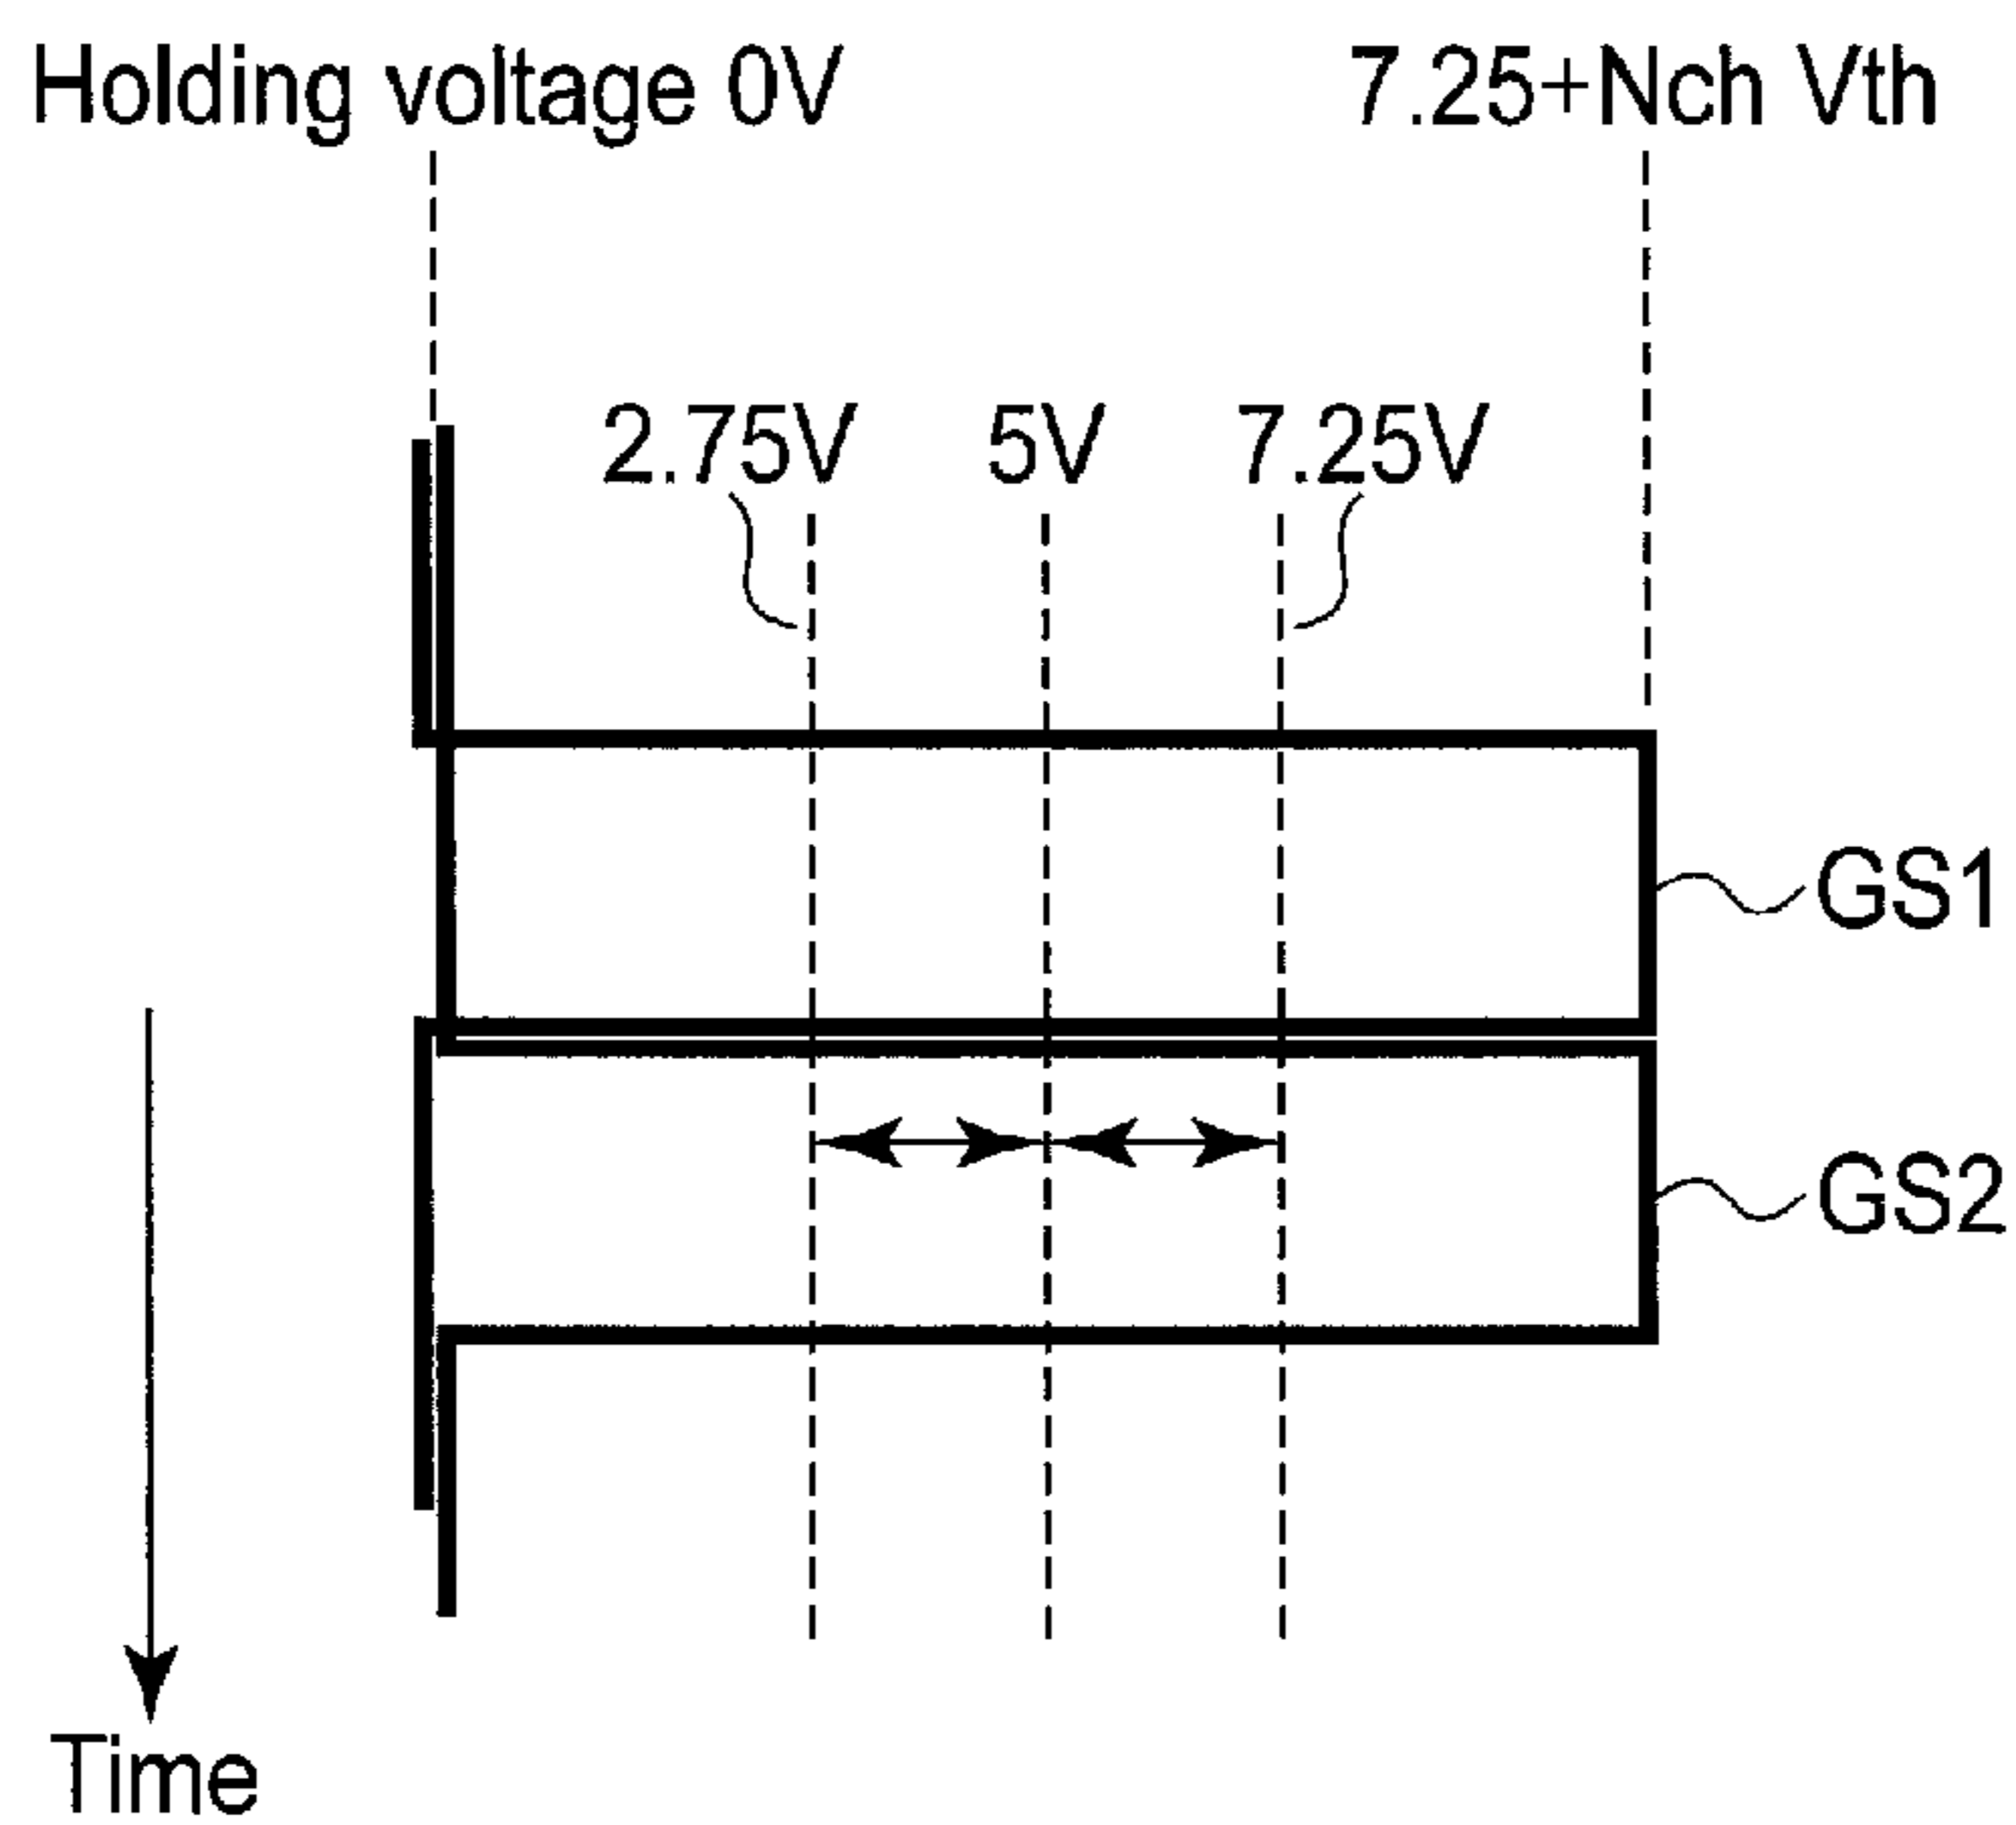 Holding voltage 0V
7.25+Nch Vth
2.75V
5V
7.25V
GS1
GS2
Time